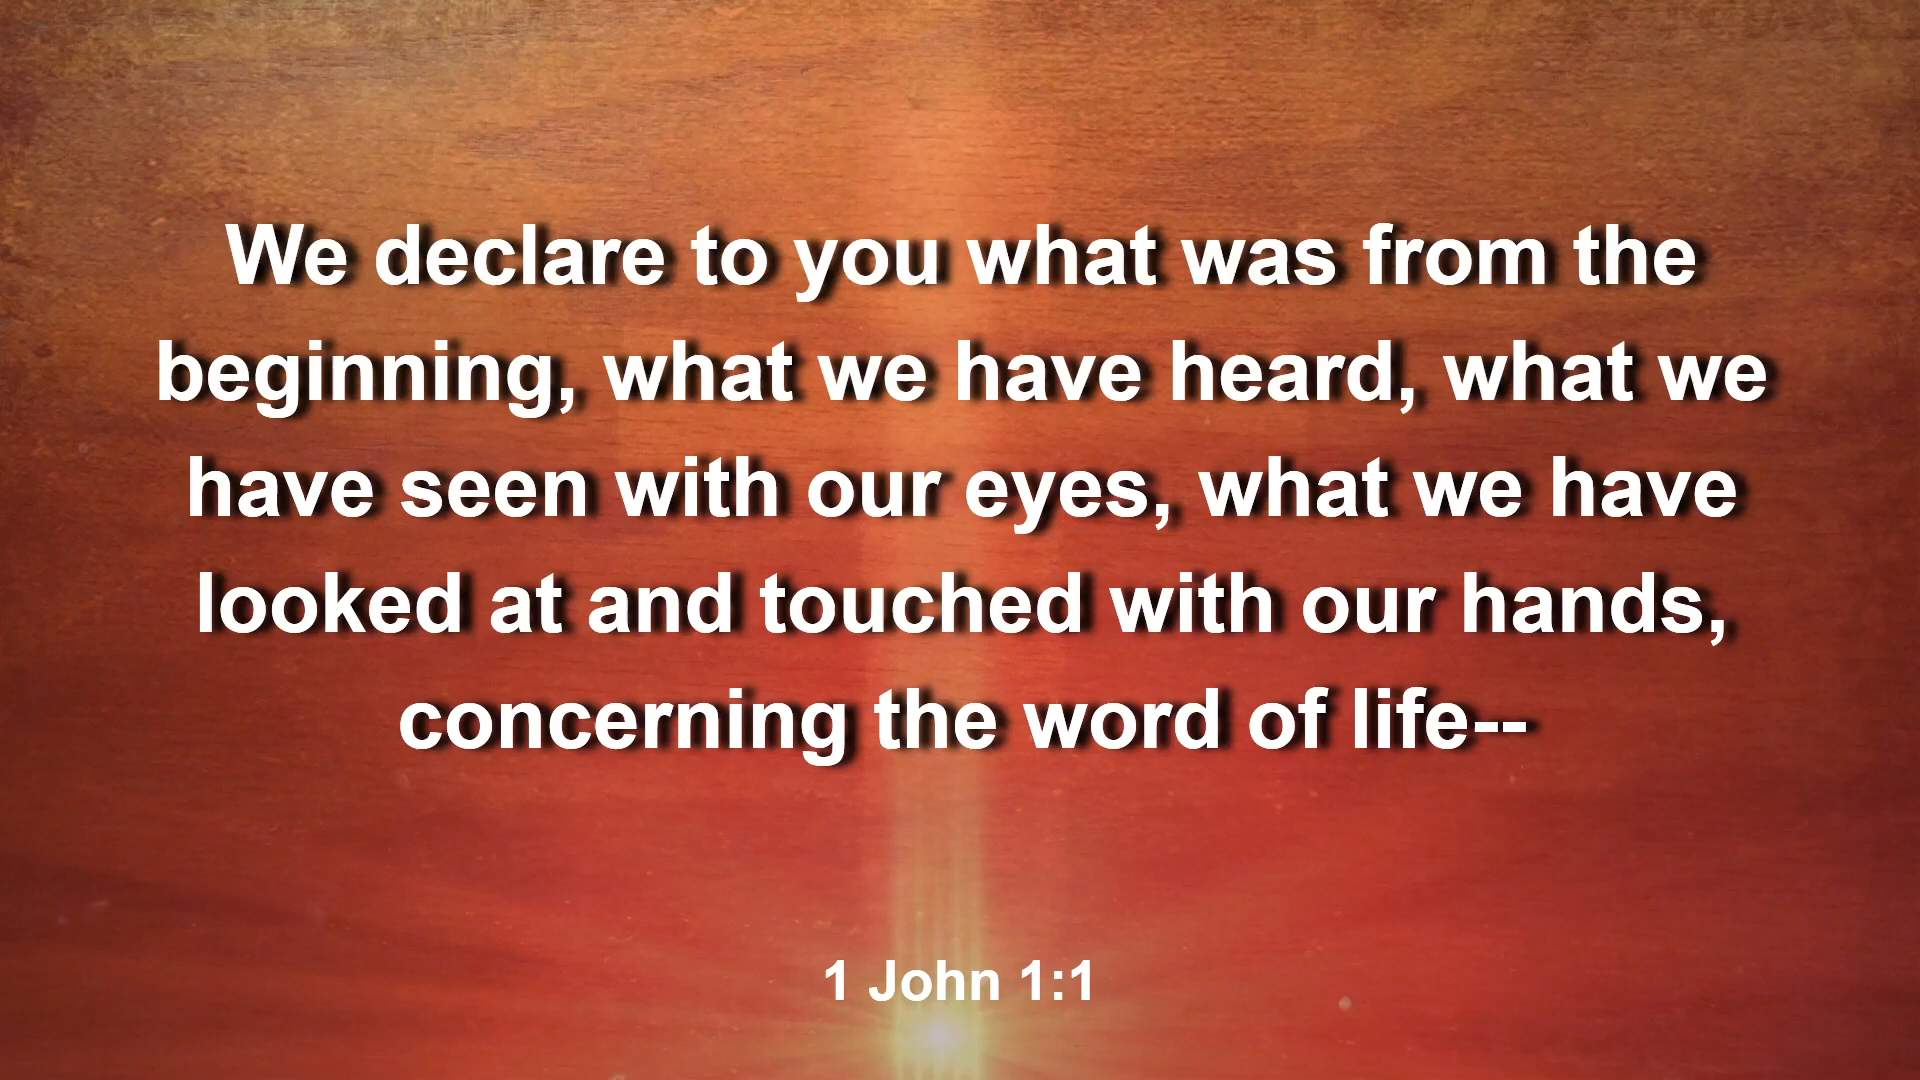 We declare to you what was from the
beginning, what we have heard, what we
have seen with our eyes, what we have
looked at and touched with our hands,
concerning the word of life--
1 John 1:1